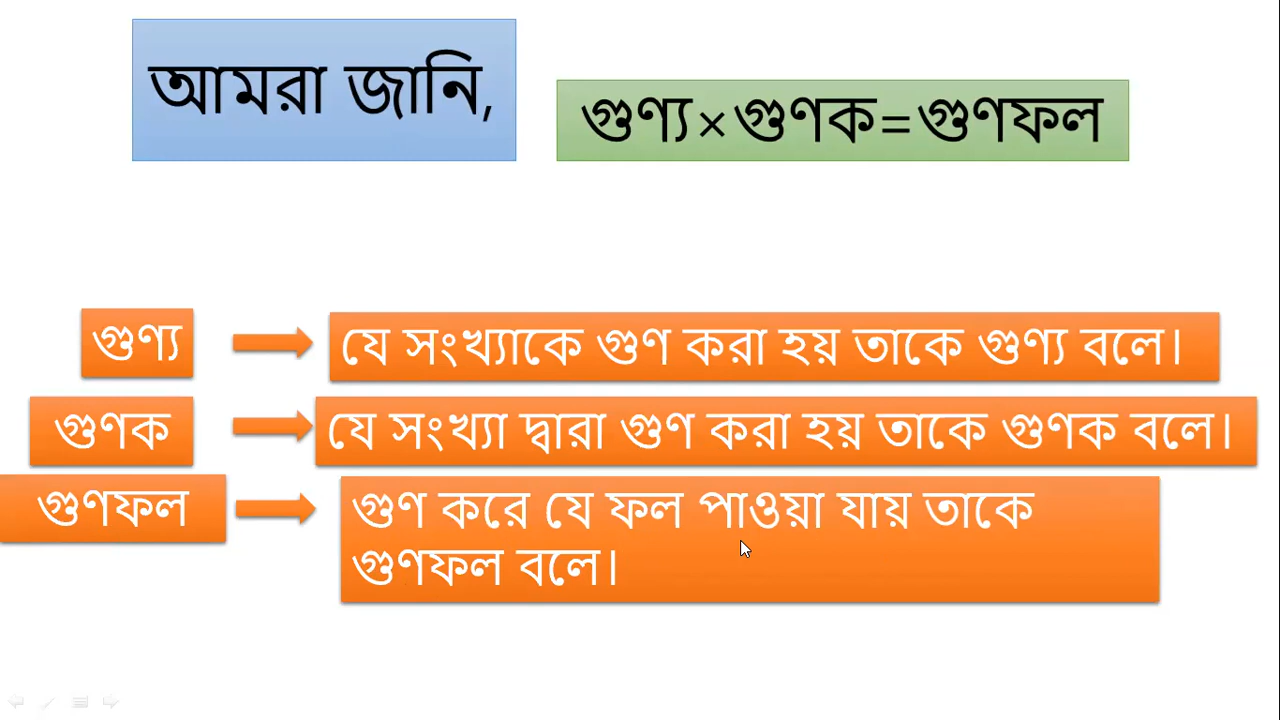 আমরা জানি,
গুণ্য×গুণক=গুণফল
গুণ্য
যে সংখ্যাকে গুণ করা হয় তাকে গুণ্য বলে।
গুণক
যে সংখ্যা দ্বারা গুণ করা হয় তাকে গুণক বলে।
গুণফল
গুণ করে যে ফল পাওয়া যায় তাকে
গুণফল বলে।